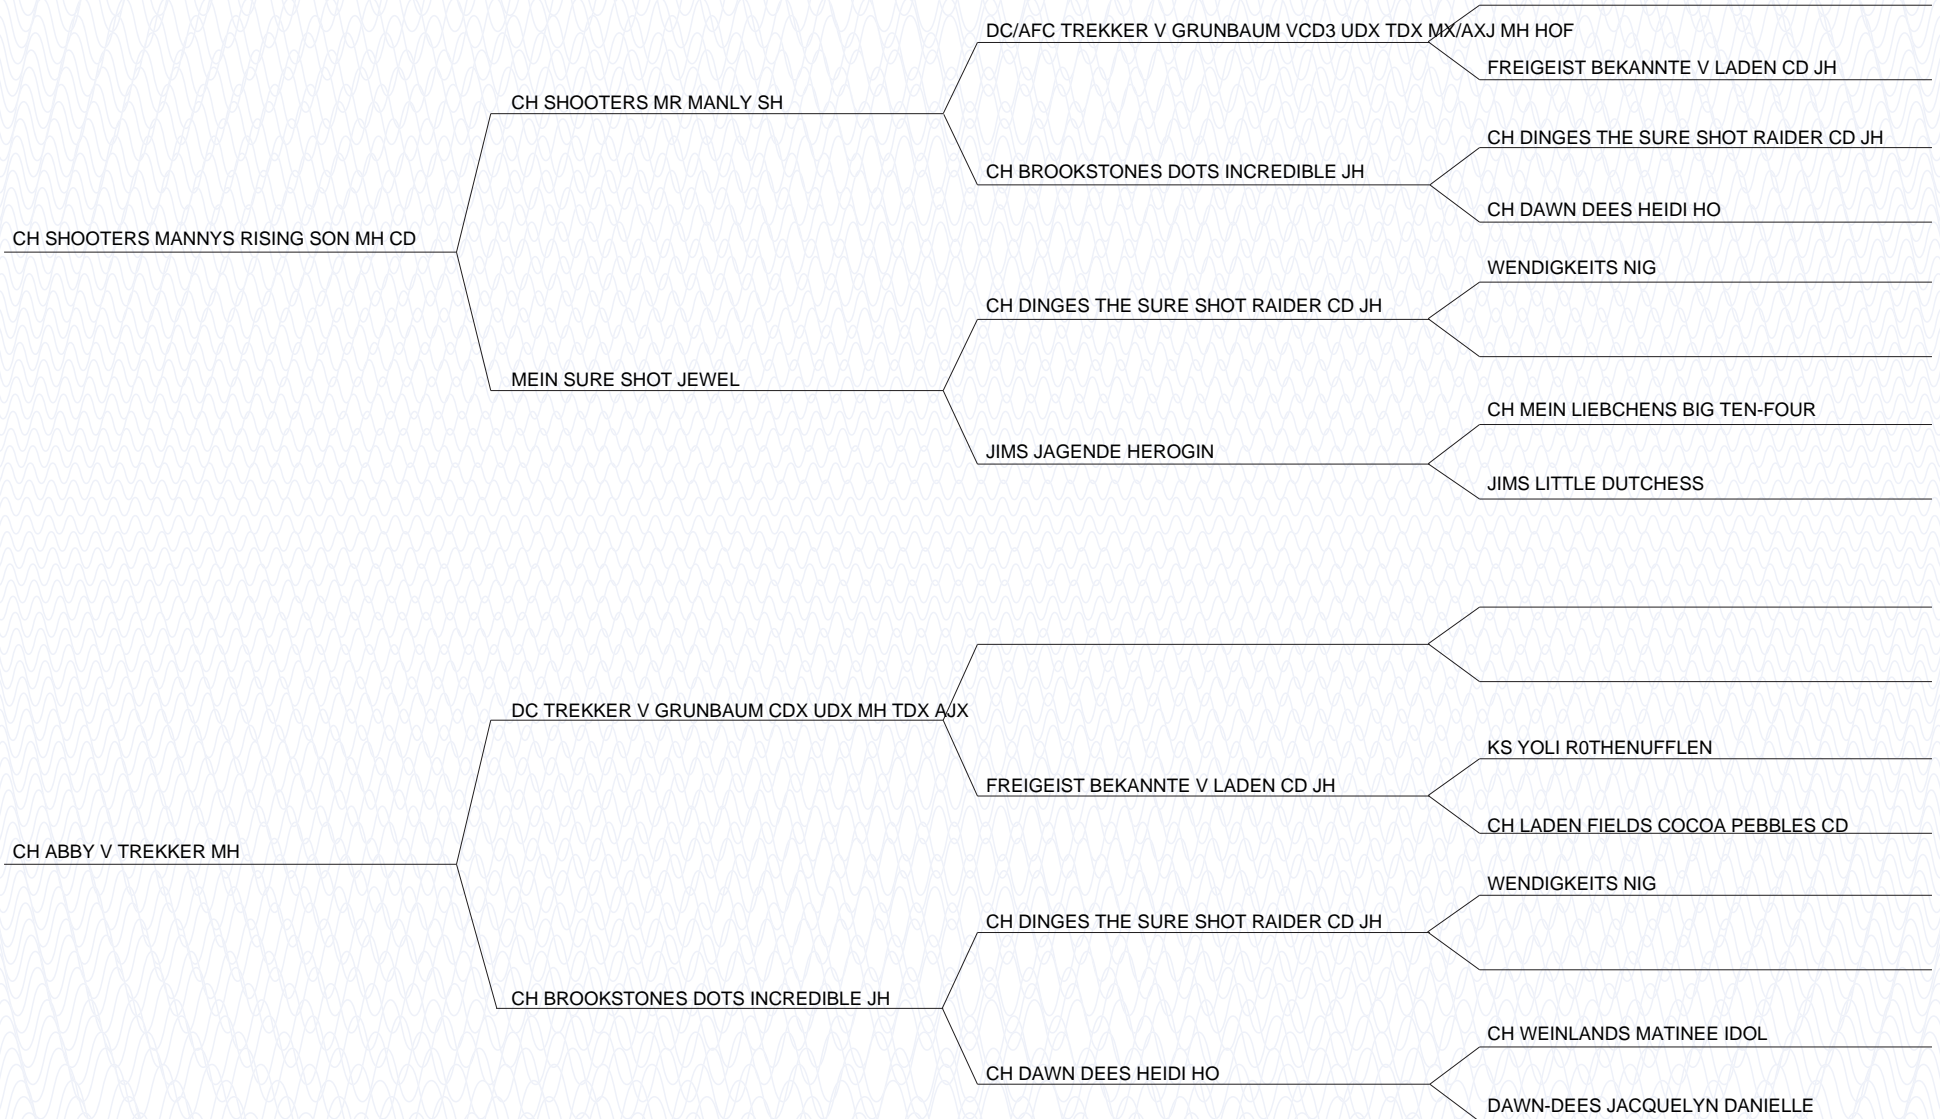 DC/AFC TREKKER V GRUNBAUM VCD3 UDX TDX MX/AXJ MH HOF
FREIGEIST BEKANNTE V LADEN CD JH
CH SHOOTERS MR MANLY SH
CH DINGES THE SURE SHOT RAIDER CD JH
CH BROOKSTONES DOTS INCREDIBLE JH
CH DAWN DEES HEIDI HO
CH SHOOTERS MANNYS RISING SON MH CD
WENDIGKEITS NIG
CH DINGES THE SURE SHOT RAIDER CD JH
MEIN SURE SHOT JEWEL
CH MEIN LIEBCHENS BIG TEN-FOUR
JIMS JAGENDE HEROGIN
JIMS LITTLE DUTCHESS
DC TREKKER V GRUNBAUM CDX UDX MH TDX AJX
KS YOLI R0THENUFFLEN
FREIGEIST BEKANNTE V LADEN CD JH
CH LADEN FIELDS COCOA PEBBLES CD
CH ABBY V TREKKER MH
WENDIGKEITS NIG
CH DINGES THE SURE SHOT RAIDER CD JH
CH BROOKSTONES DOTS INCREDIBLE JH
CH WEINLANDS MATINEE IDOL
CH DAWN DEES HEIDI HO
DAWN-DEES JACQUELYN DANIELLE